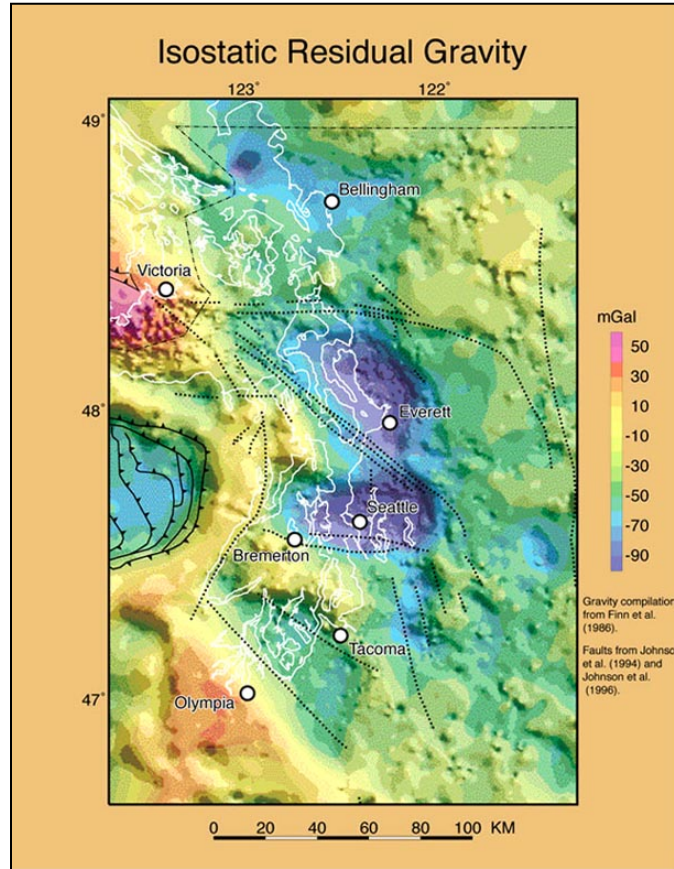 Isostatic Residual Gravity
123° 122°
49°
Bellingham
Victoria
mGal
50
30
10
-10
-30
-50
-70
-90
48°
Everett
Seattle
Bremerton
Gravity compilation
from Finn et al.
(1986).
Faults from Johnso
et al. (1994) and
Johnson et al.
(1996).
Tacoma
47°
Olympia
0 20 40 60 80 100 KM